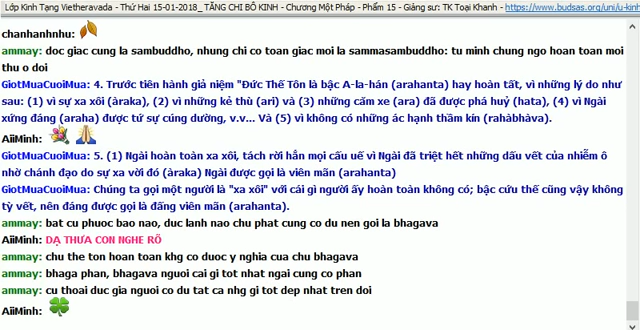 Lớp Kinh Tạng Vietheravada - Thứ Hai 15-01-2018_ TĂNG CHI BỘ KINH - Chương Một Pháp - Phẩm 15 - Giảng sư: TK Toại Khanh - https://www.budsas.org/uni/u-kinh
chanhanhnhu:
ammay: doc giac cung la sambuddho, nhung chi co toan giac moi la sammasambuddho: tu minh chung ngo hoan toan moi
thu o doi
GiotMuaCuoiMua: 4. Trước tiên hành giả niệm "Đức Thế Tôn là bậc A-la-hán (arahanta) hay hoàn tất, vì những lý do như
sau: (1) vì sự xa xôi (àraka), (2) vì những kẻ thù (ari) và (3) những căm xe (ara) đã được phá huỷ (hata), (4) vì Ngài
xứng đáng (araha) được tứ sự cúng dường, v.v... Và (5) vì không có những ác hạnh thầm kín (rahàbhàva).
AiiMinh:
GiotMuaCuoiMua: 5. (1) Ngài hoàn toàn xa xôi, tách rời hẳn mọi cấu uế vì Ngài đã triệt hết những dấu vết của nhiễm ô
nhờ chánh đạo do sự xa vời đó (àraka) Ngài được gọi là viên mãn (arahanta)
GiotMuaCuoiMua: Chúng ta gọi một người là "xa xôi" với cái gì người ấy hoàn toàn không có; bậc cứu thế cũng vậy không
tỳ vết, nên đáng được gọi là đấng viên mãn (arahanta).
ammay: bat cu phuoc bao nao, duc lanh nao chu phat cung co du nen goi la bhagava
AiiMinh: DẠ THƯA CON NGHE RÕ
ammay: chu the ton hoan toan khg co duoc y nghia cua chu bhagava
ammay: bhaga phan, bhagava nguoi cai gi tot nhat ngai cung co phan
ammay: cu thoai duc gia nguoi co du tat ca nhg gi tot dep nhat tren doi
AiiMinh: